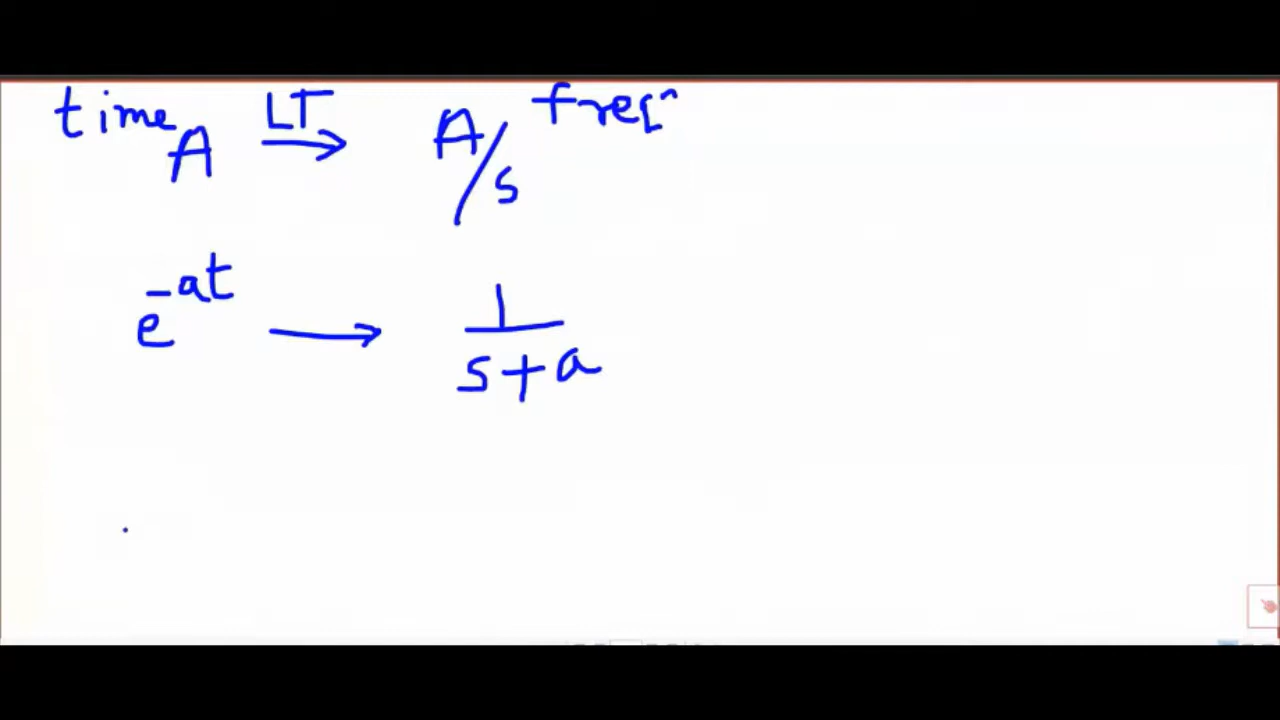 time A LT → A/s freq
e^-at → 1/(s+a)